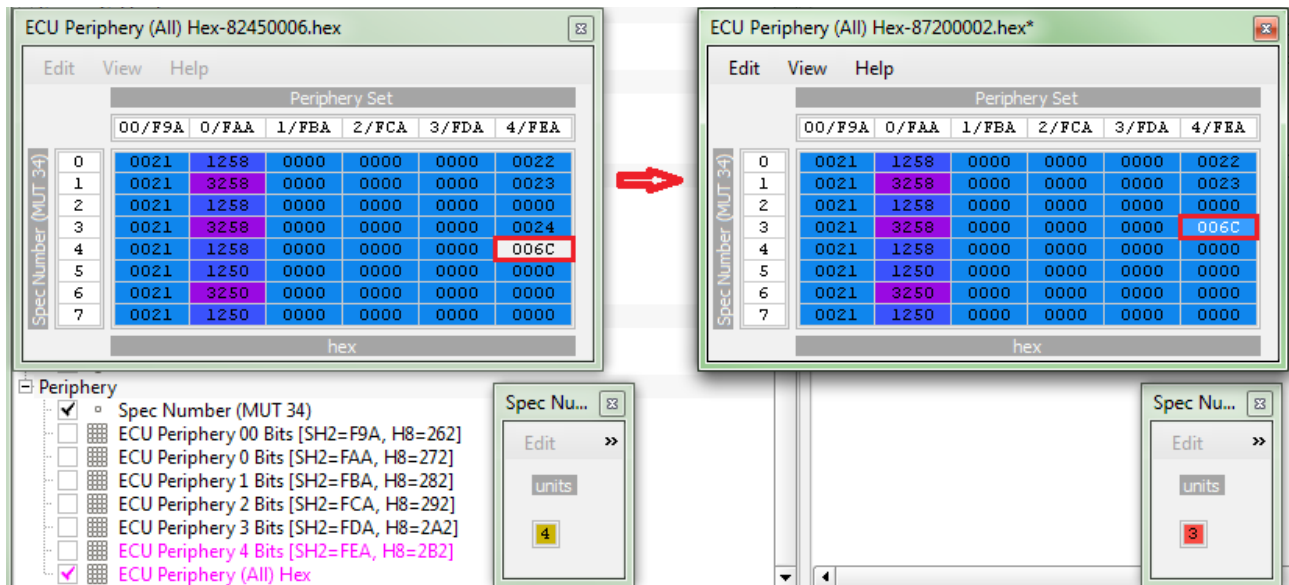 ECU Periphery (All) Hex-82450006.hex
Edit View Help
Periphery Set
00/F9A 0/FAA 1/FBA 2/FCA 3/FDA 4/FEA
Spec Number (MUT 34)
0 0021 1258 0000 0000 0000 0022
1 0021 3258 0000 0000 0000 0023
2 0021 1258 0000 0000 0000 0000
3 0021 3258 0000 0000 0000 0024
4 0021 1258 0000 0000 0000 006C
5 0021 1250 0000 0000 0000 0000
6 0021 3250 0000 0000 0000 0000
7 0021 1250 0000 0000 0000 0000
hex
ECU Periphery (All) Hex-87200002.hex*
Edit View Help
Periphery Set
00/F9A 0/FAA 1/FBA 2/FCA 3/FDA 4/FEA
Spec Number (MUT 34)
0 0021 1258 0000 0000 0000 0022
1 0021 3258 0000 0000 0000 0023
2 0021 1258 0000 0000 0000 0000
3 0021 3258 0000 0000 0000 006C
4 0021 1258 0000 0000 0000 0000
5 0021 1250 0000 0000 0000 0000
6 0021 3250 0000 0000 0000 0000
7 0021 1250 0000 0000 0000 0000
hex
Periphery
Spec Number (MUT 34)
ECU Periphery 00 Bits [SH2=F9A, H8=262]
ECU Periphery 0 Bits [SH2=FAA, H8=272]
ECU Periphery 1 Bits [SH2=FBA, H8=282]
ECU Periphery 2 Bits [SH2=FCA, H8=292]
ECU Periphery 3 Bits [SH2=FDA, H8=2A2]
ECU Periphery 4 Bits [SH2=FEA, H8=2B2]
ECU Periphery (All) Hex
Spec Nu...
Edit »
units
4
Spec Nu...
Edit »
units
3